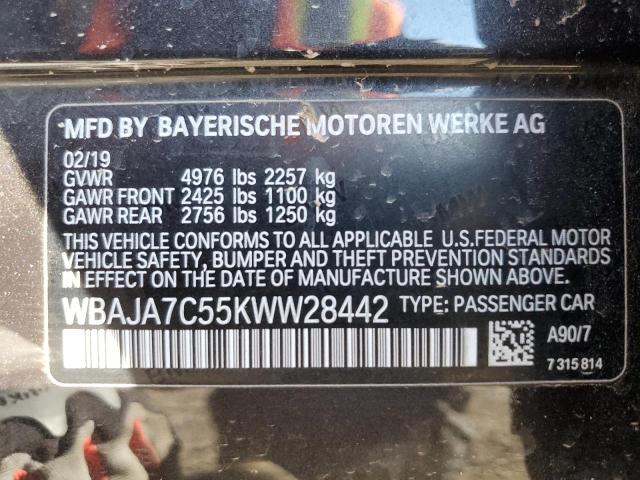 MFD BY BAYERISCHE MOTOREN WERKE AG
02/19
GVWR 4976 lbs 2257 kg
GAWR FRONT 2425 lbs 1100 kg
GAWR REAR 2756 lbs 1250 kg
THIS VEHICLE CONFORMS TO ALL APPLICABLE U.S.FEDERAL MOTOR
VEHICLE SAFETY, BUMPER AND THEFT PREVENTION STANDARDS
IN EFFECT ON THE DATE OF MANUFACTURE SHOWN ABOVE.
WBAJA7C55KWW28442 TYPE: PASSENGER CAR
A90/7
7 315 814